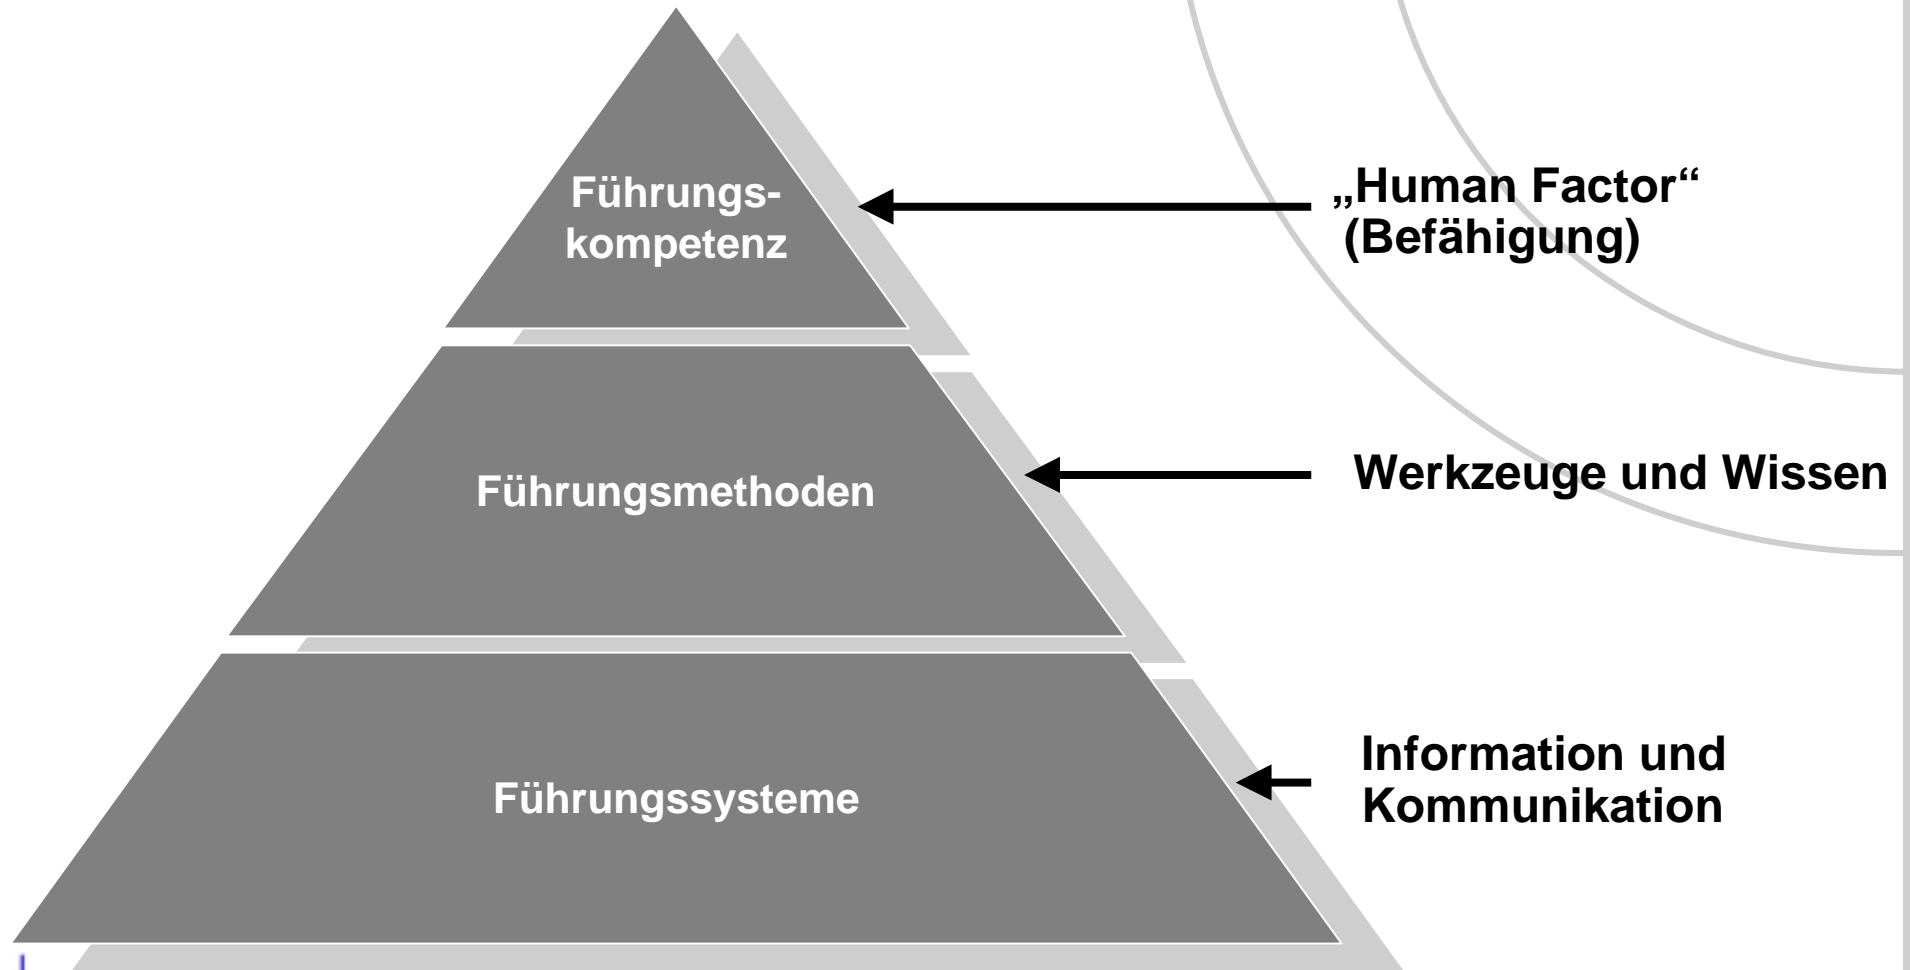 Führungs-
kompetenz
„Human Factor“
(Befähigung)
Führungsmethoden
Werkzeuge und Wissen
Führungssysteme
Information und
Kommunikation